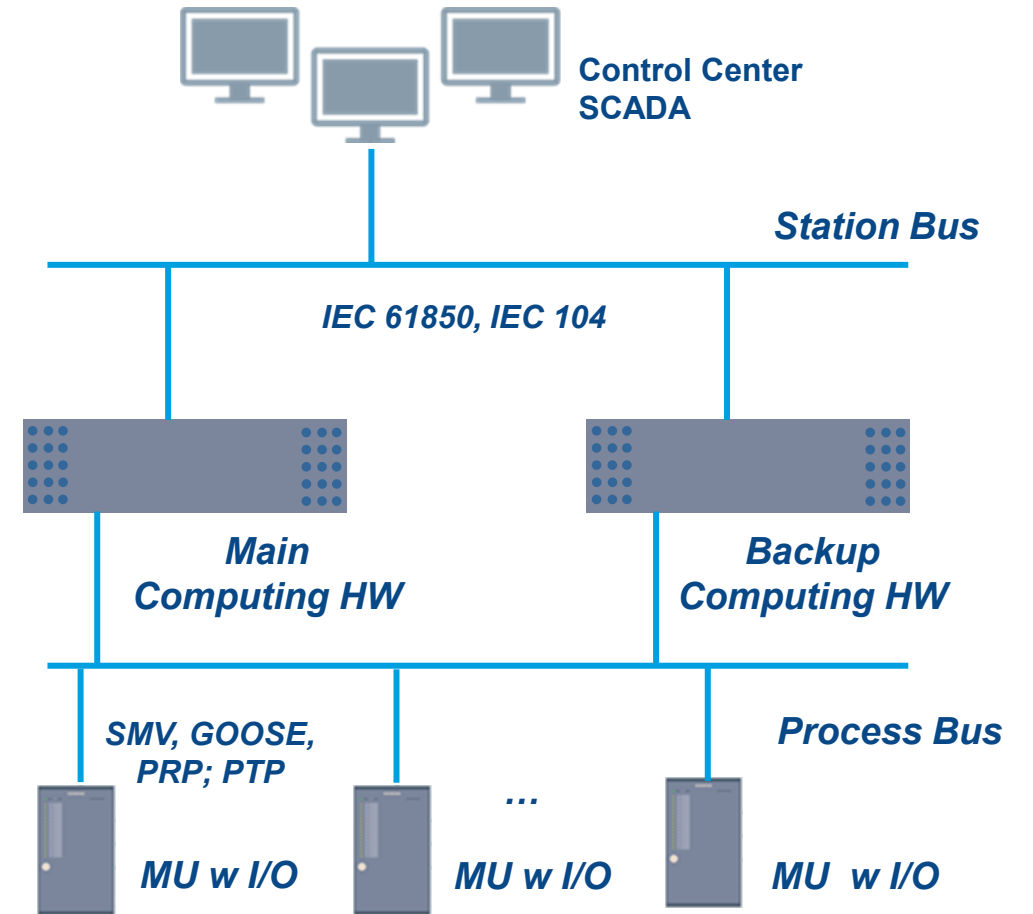 Control Center
SCADA
Station Bus
IEC 61850, IEC 104
Main
Computing HW
Backup
Computing HW
SMV, GOOSE,
PRP; PTP
Process Bus
...
MU w I/O
MU w I/O
MU w I/O